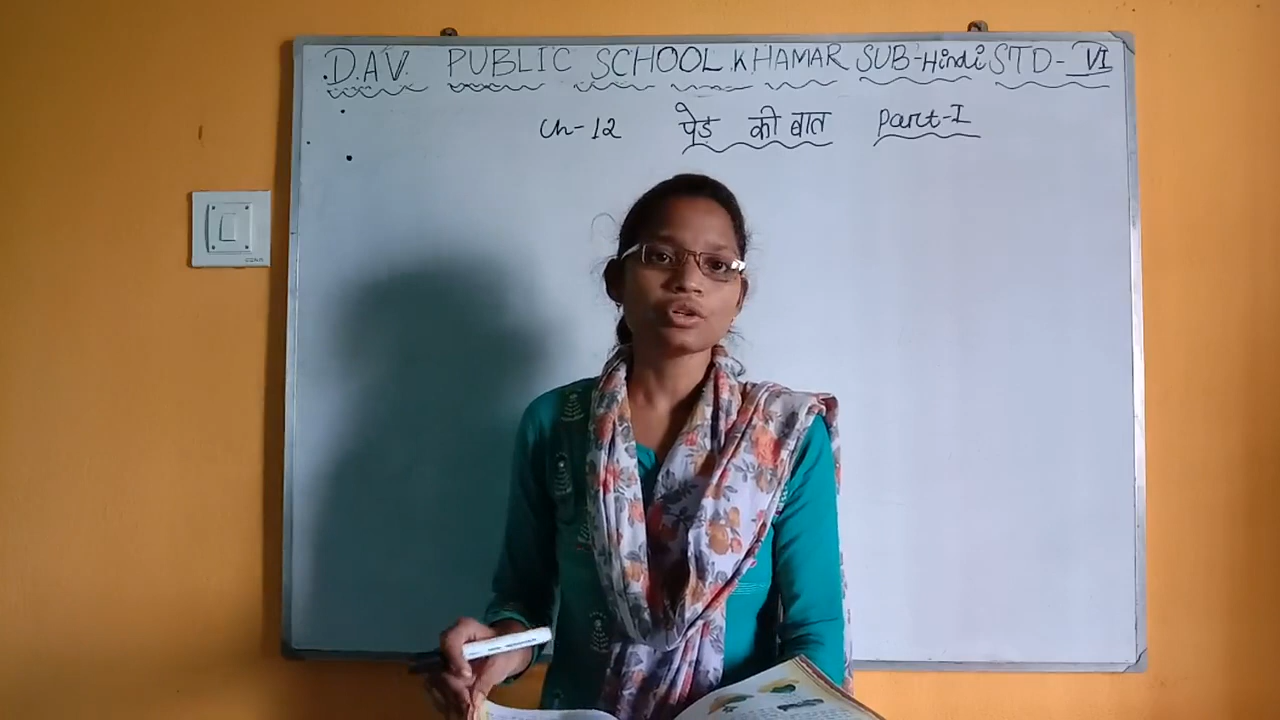 D.A.V. PUBLIC SCHOOL KHAMAR SUB-Hindi STD-VI
Ch-12 पेड की बात Part-I